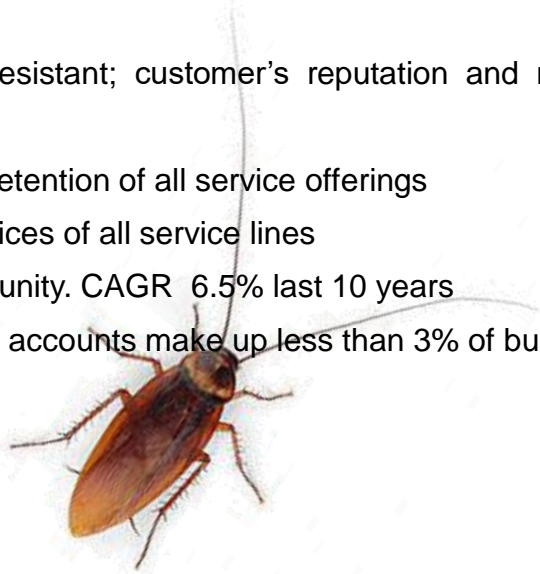 esistant; customer’s reputation and
etention of all service offerings
ices of all service lines
unity. CAGR 6.5% last 10 years
accounts make up less than 3% of bu